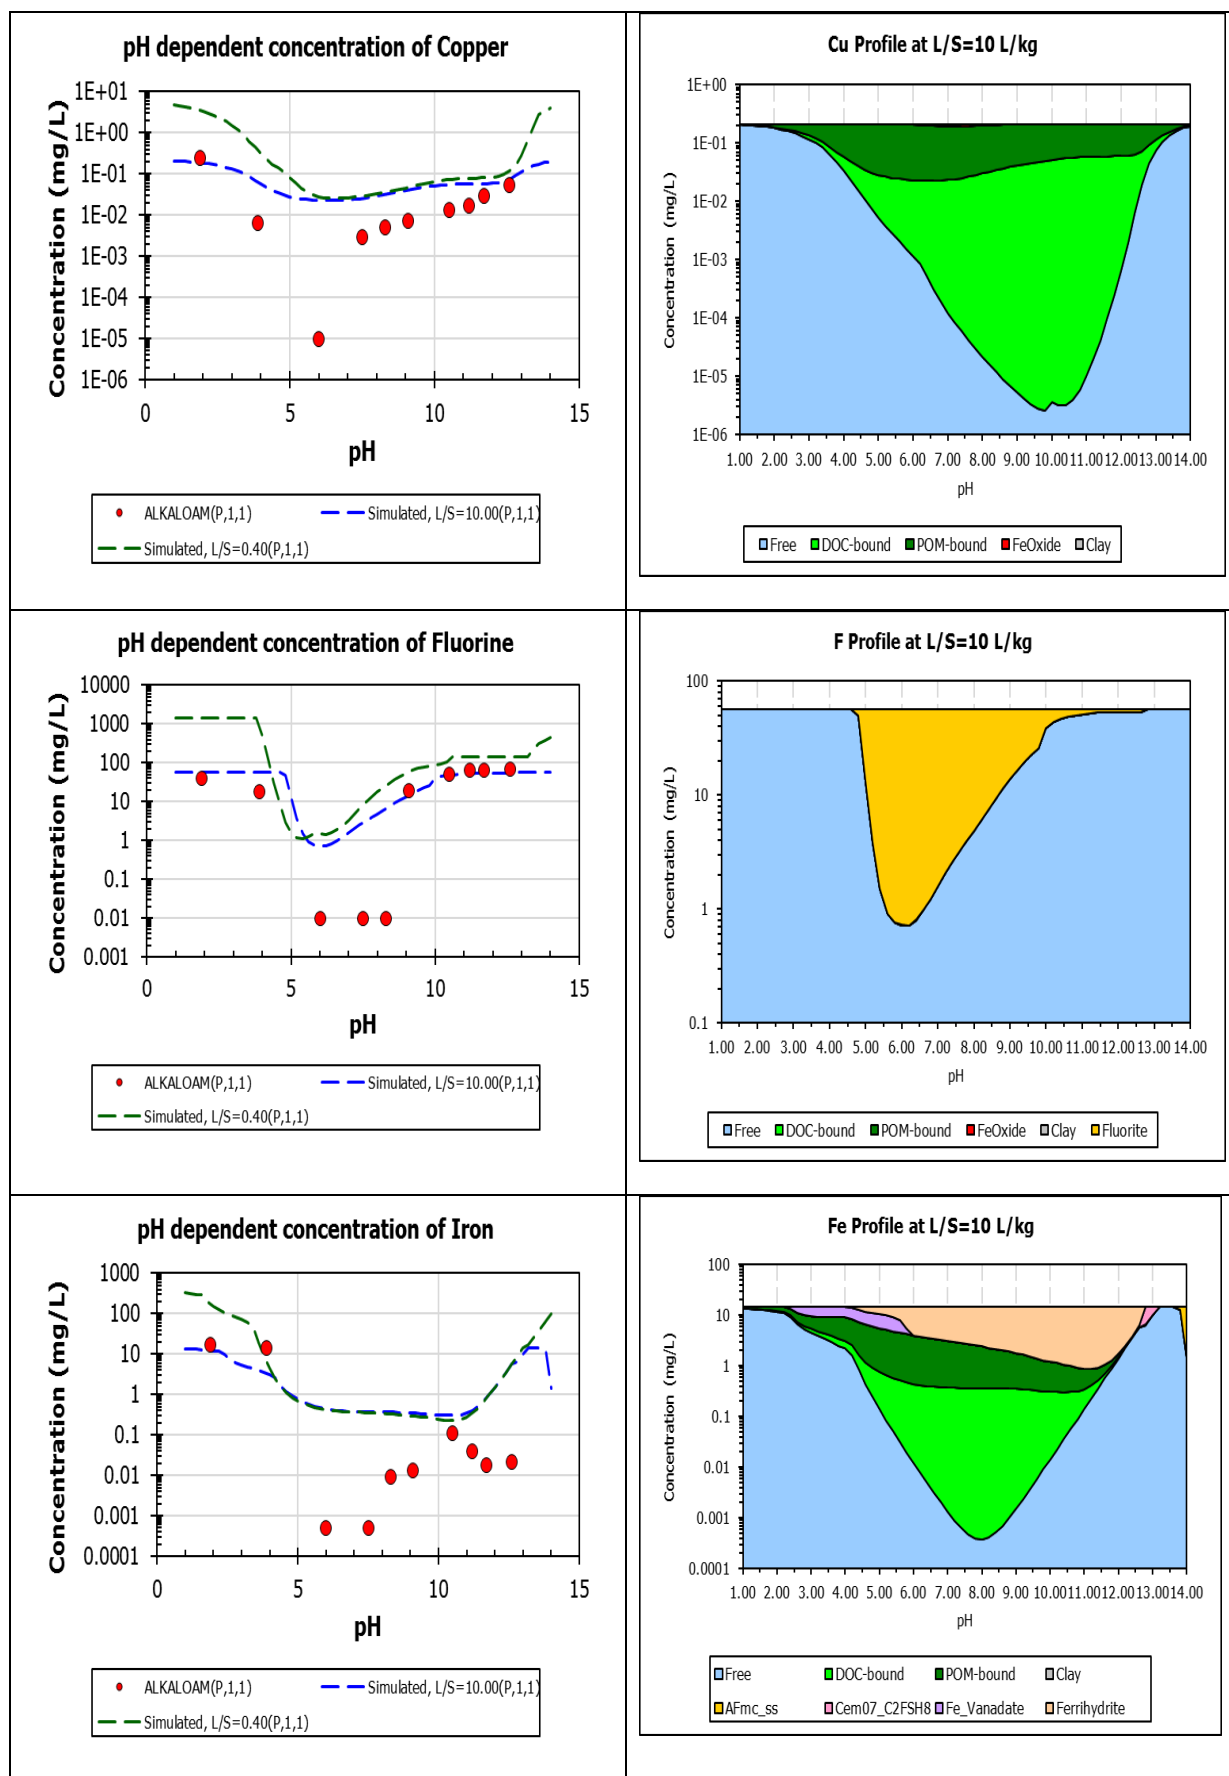 pH dependent concentration of Copper
Concentration (mg/L)
1E+01
1E+00
1E-01
1E-02
1E-03
1E-04
1E-05
1E-06
0 5 10 15
pH
ALKALOAM(P,1,1) Simulated, L/S=10.00(P,1,1)
Simulated, L/S=0.40(P,1,1)
Cu Profile at L/S=10 L/kg
Concentration (mg/L)
1E+00
1E-01
1E-02
1E-03
1E-04
1E-05
1E-06
1.00 2.00 3.00 4.00 5.00 6.00 7.00 8.00 9.00 10.00 11.00 12.00 13.00 14.00
pH
Free DOC-bound POM-bound FeOxide Clay
pH dependent concentration of Fluorine
Concentration (mg/L)
10000
1000
100
10
1
0.1
0.01
0.001
0 5 10 15
pH
ALKALOAM(P,1,1) Simulated, L/S=10.00(P,1,1)
Simulated, L/S=0.40(P,1,1)
F Profile at L/S=10 L/kg
Concentration (mg/L)
100
10
1
0.1
1.00 2.00 3.00 4.00 5.00 6.00 7.00 8.00 9.00 10.00 11.00 12.00 13.00 14.00
pH
Free DOC-bound POM-bound FeOxide Clay Fluorite
pH dependent concentration of Iron
Concentration (mg/L)
1000
100
10
1
0.1
0.01
0.001
0.0001
0 5 10 15
pH
ALKALOAM(P,1,1) Simulated, L/S=10.00(P,1,1)
Simulated, L/S=0.40(P,1,1)
Fe Profile at L/S=10 L/kg
Concentration (mg/L)
100
10
1
0.1
0.01
0.001
0.0001
1.00 2.00 3.00 4.00 5.00 6.00 7.00 8.00 9.00 10.00 11.00 12.00 13.00 14.00
pH
Free DOC-bound POM-bound Clay
AFmc_ss Cem07_C2FSH8 Fe_Vanadate Ferrihydrite